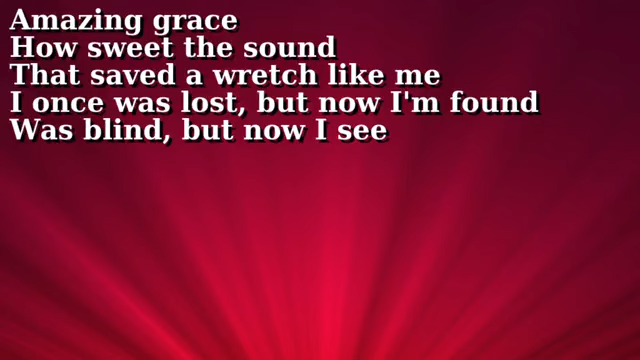 Amazing grace
How sweet the sound
That saved a wretch like me
I once was lost, but now I'm found
Was blind, but now I see